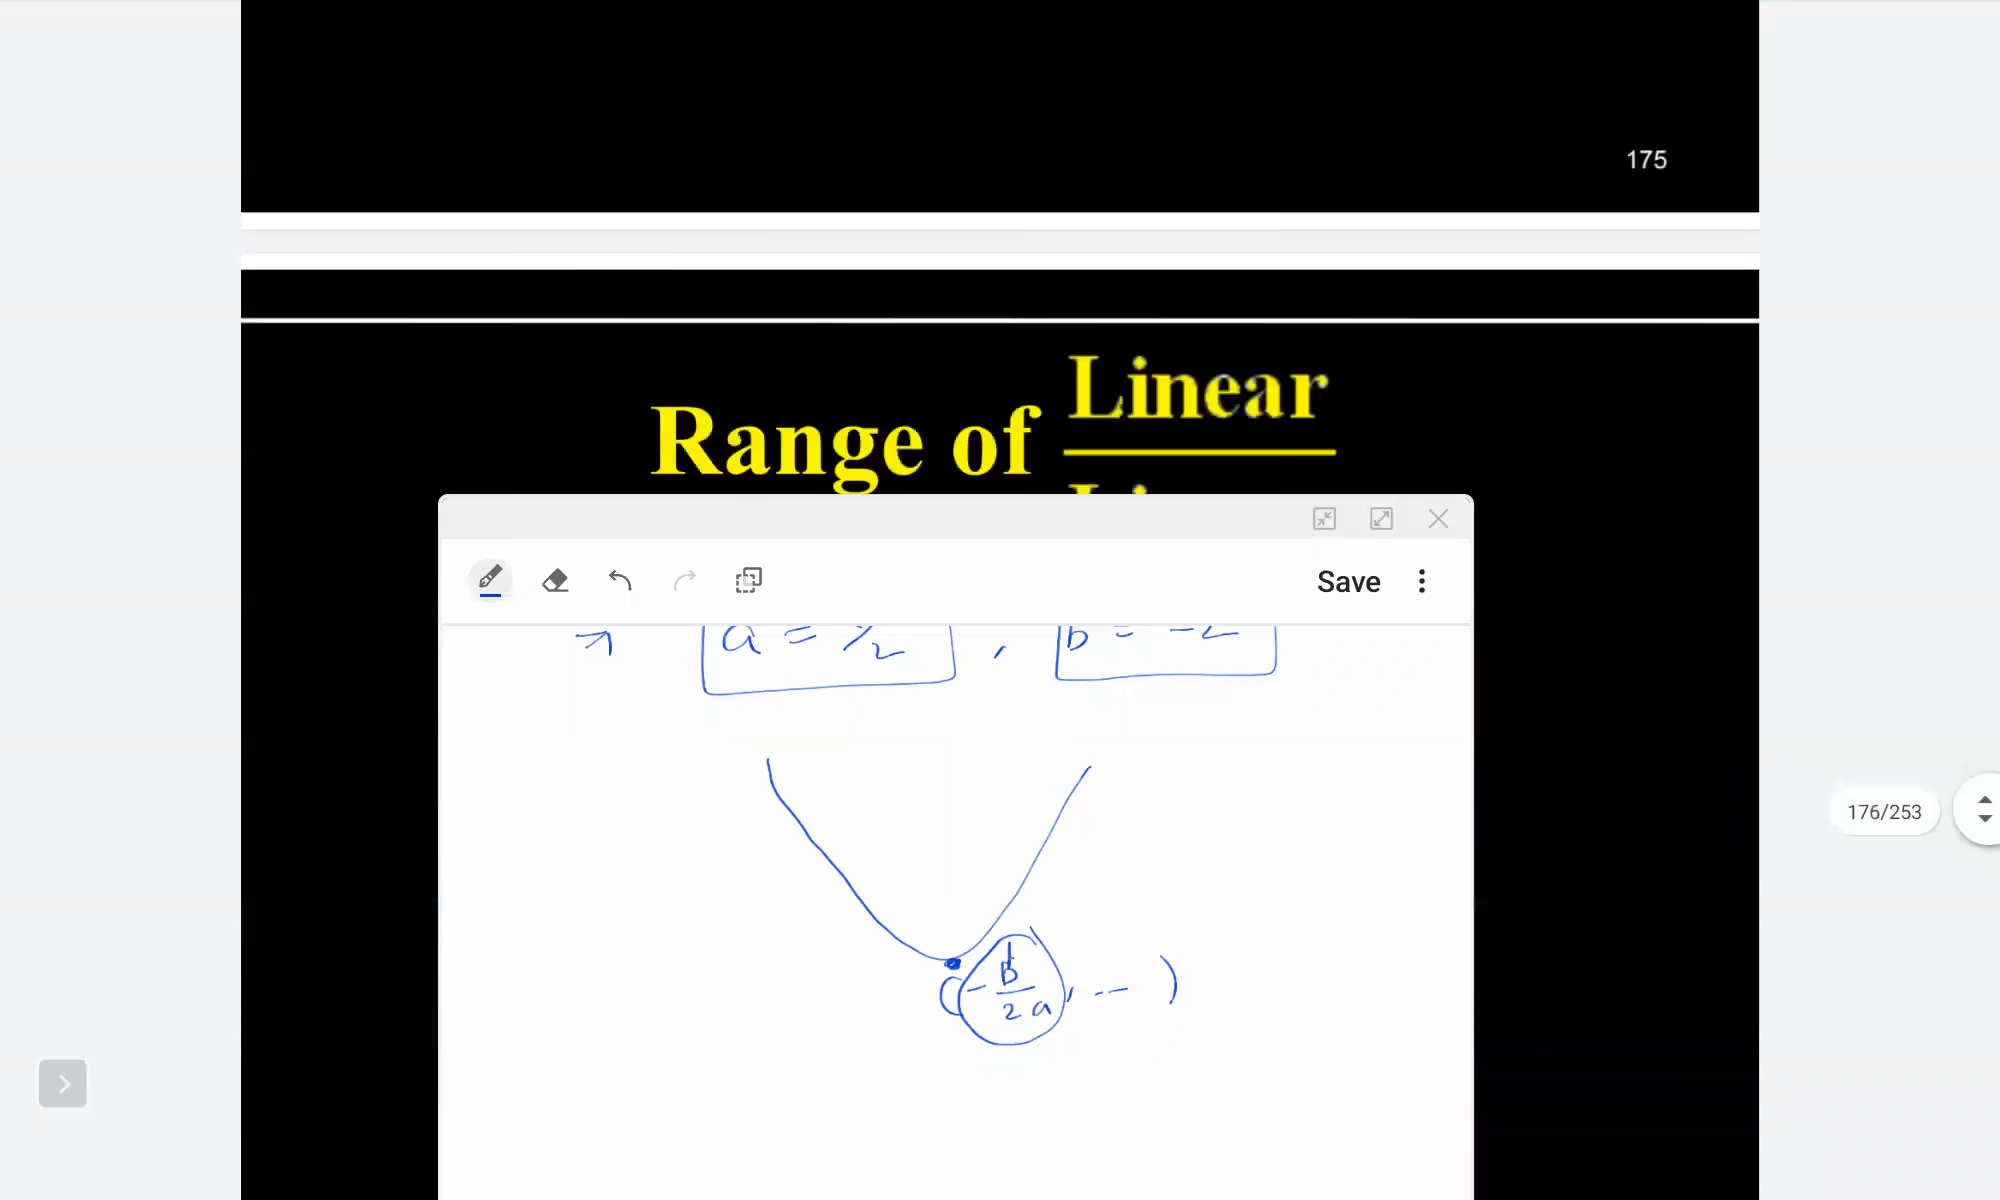 175
Range of Linear
Save
a = 1/2 , b = -2
(-b/2a, -- )
176/253